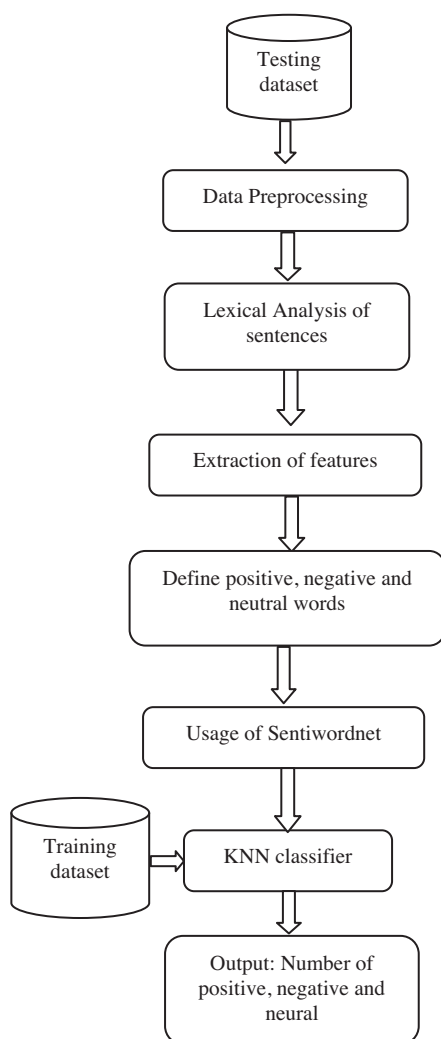 Testing
dataset
Data Preprocessing
Lexical Analysis of
sentences
Extraction of features
Define positive, negative and
neutral words
Usage of Sentiwordnet
Training
dataset
KNN classifier
Output: Number of
positive, negative and
neural